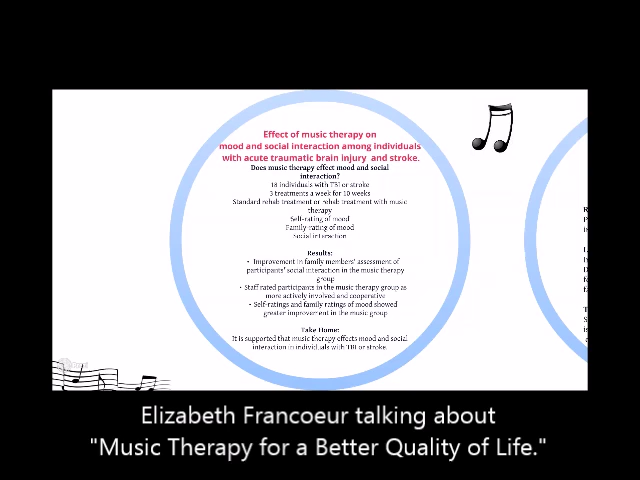 Effect of music therapy on
mood and social interaction among individuals
with acute traumatic brain injury and stroke.
Does music therapy effect mood and social
interaction?
18 individuals with TBI or stroke
3 treatments a week for 10 weeks
Standard rehab treatment or rehab treatment with music
therapy
Self-rating of mood
Family-rating of mood
Social interaction
Results:
• Improvement in family members' assessment of
participants' social interaction in the music therapy
group
• Staff rated participants in the music therapy group as
more actively involved and cooperative
• Self-ratings and family ratings of mood showed
greater improvement in the music group
Take Home:
It is supported that music therapy effects mood and social
interaction in individuals with TBI or stroke.
Elizabeth Francoeur talking about
"Music Therapy for a Better Quality of Life."